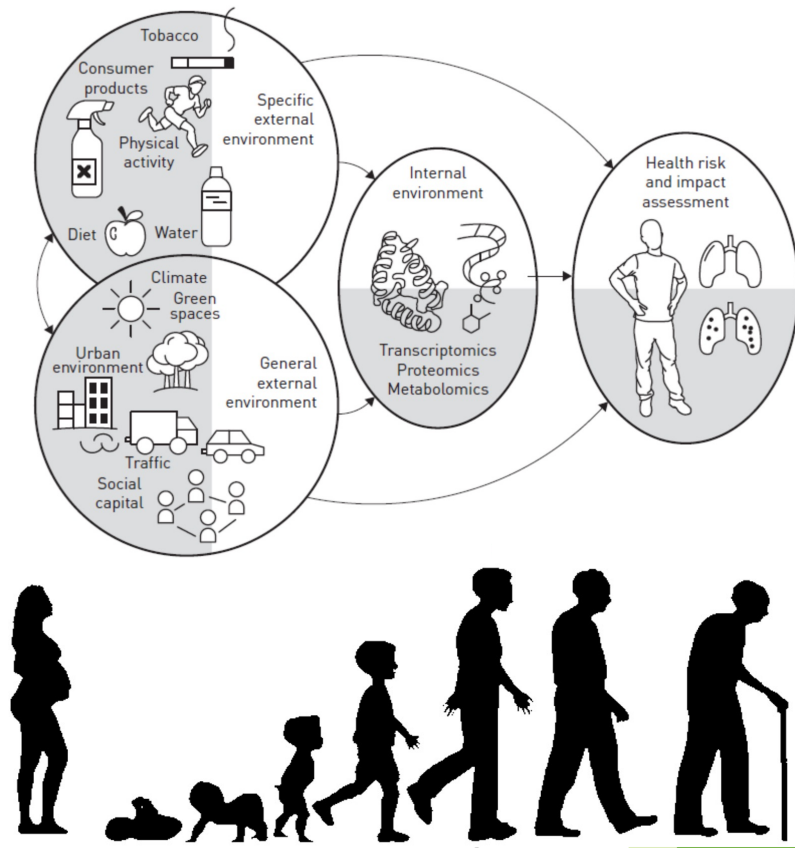 Tobacco
Consumer
products
Specific
external
environment
Physical
activity
Diet
Water
Climate
Green
spaces
Urban
environment
General
external
environment
Traffic
Social
capital
Internal
environment
Transcriptomics
Proteomics
Metabolomics
Health risk
and impact
assessment